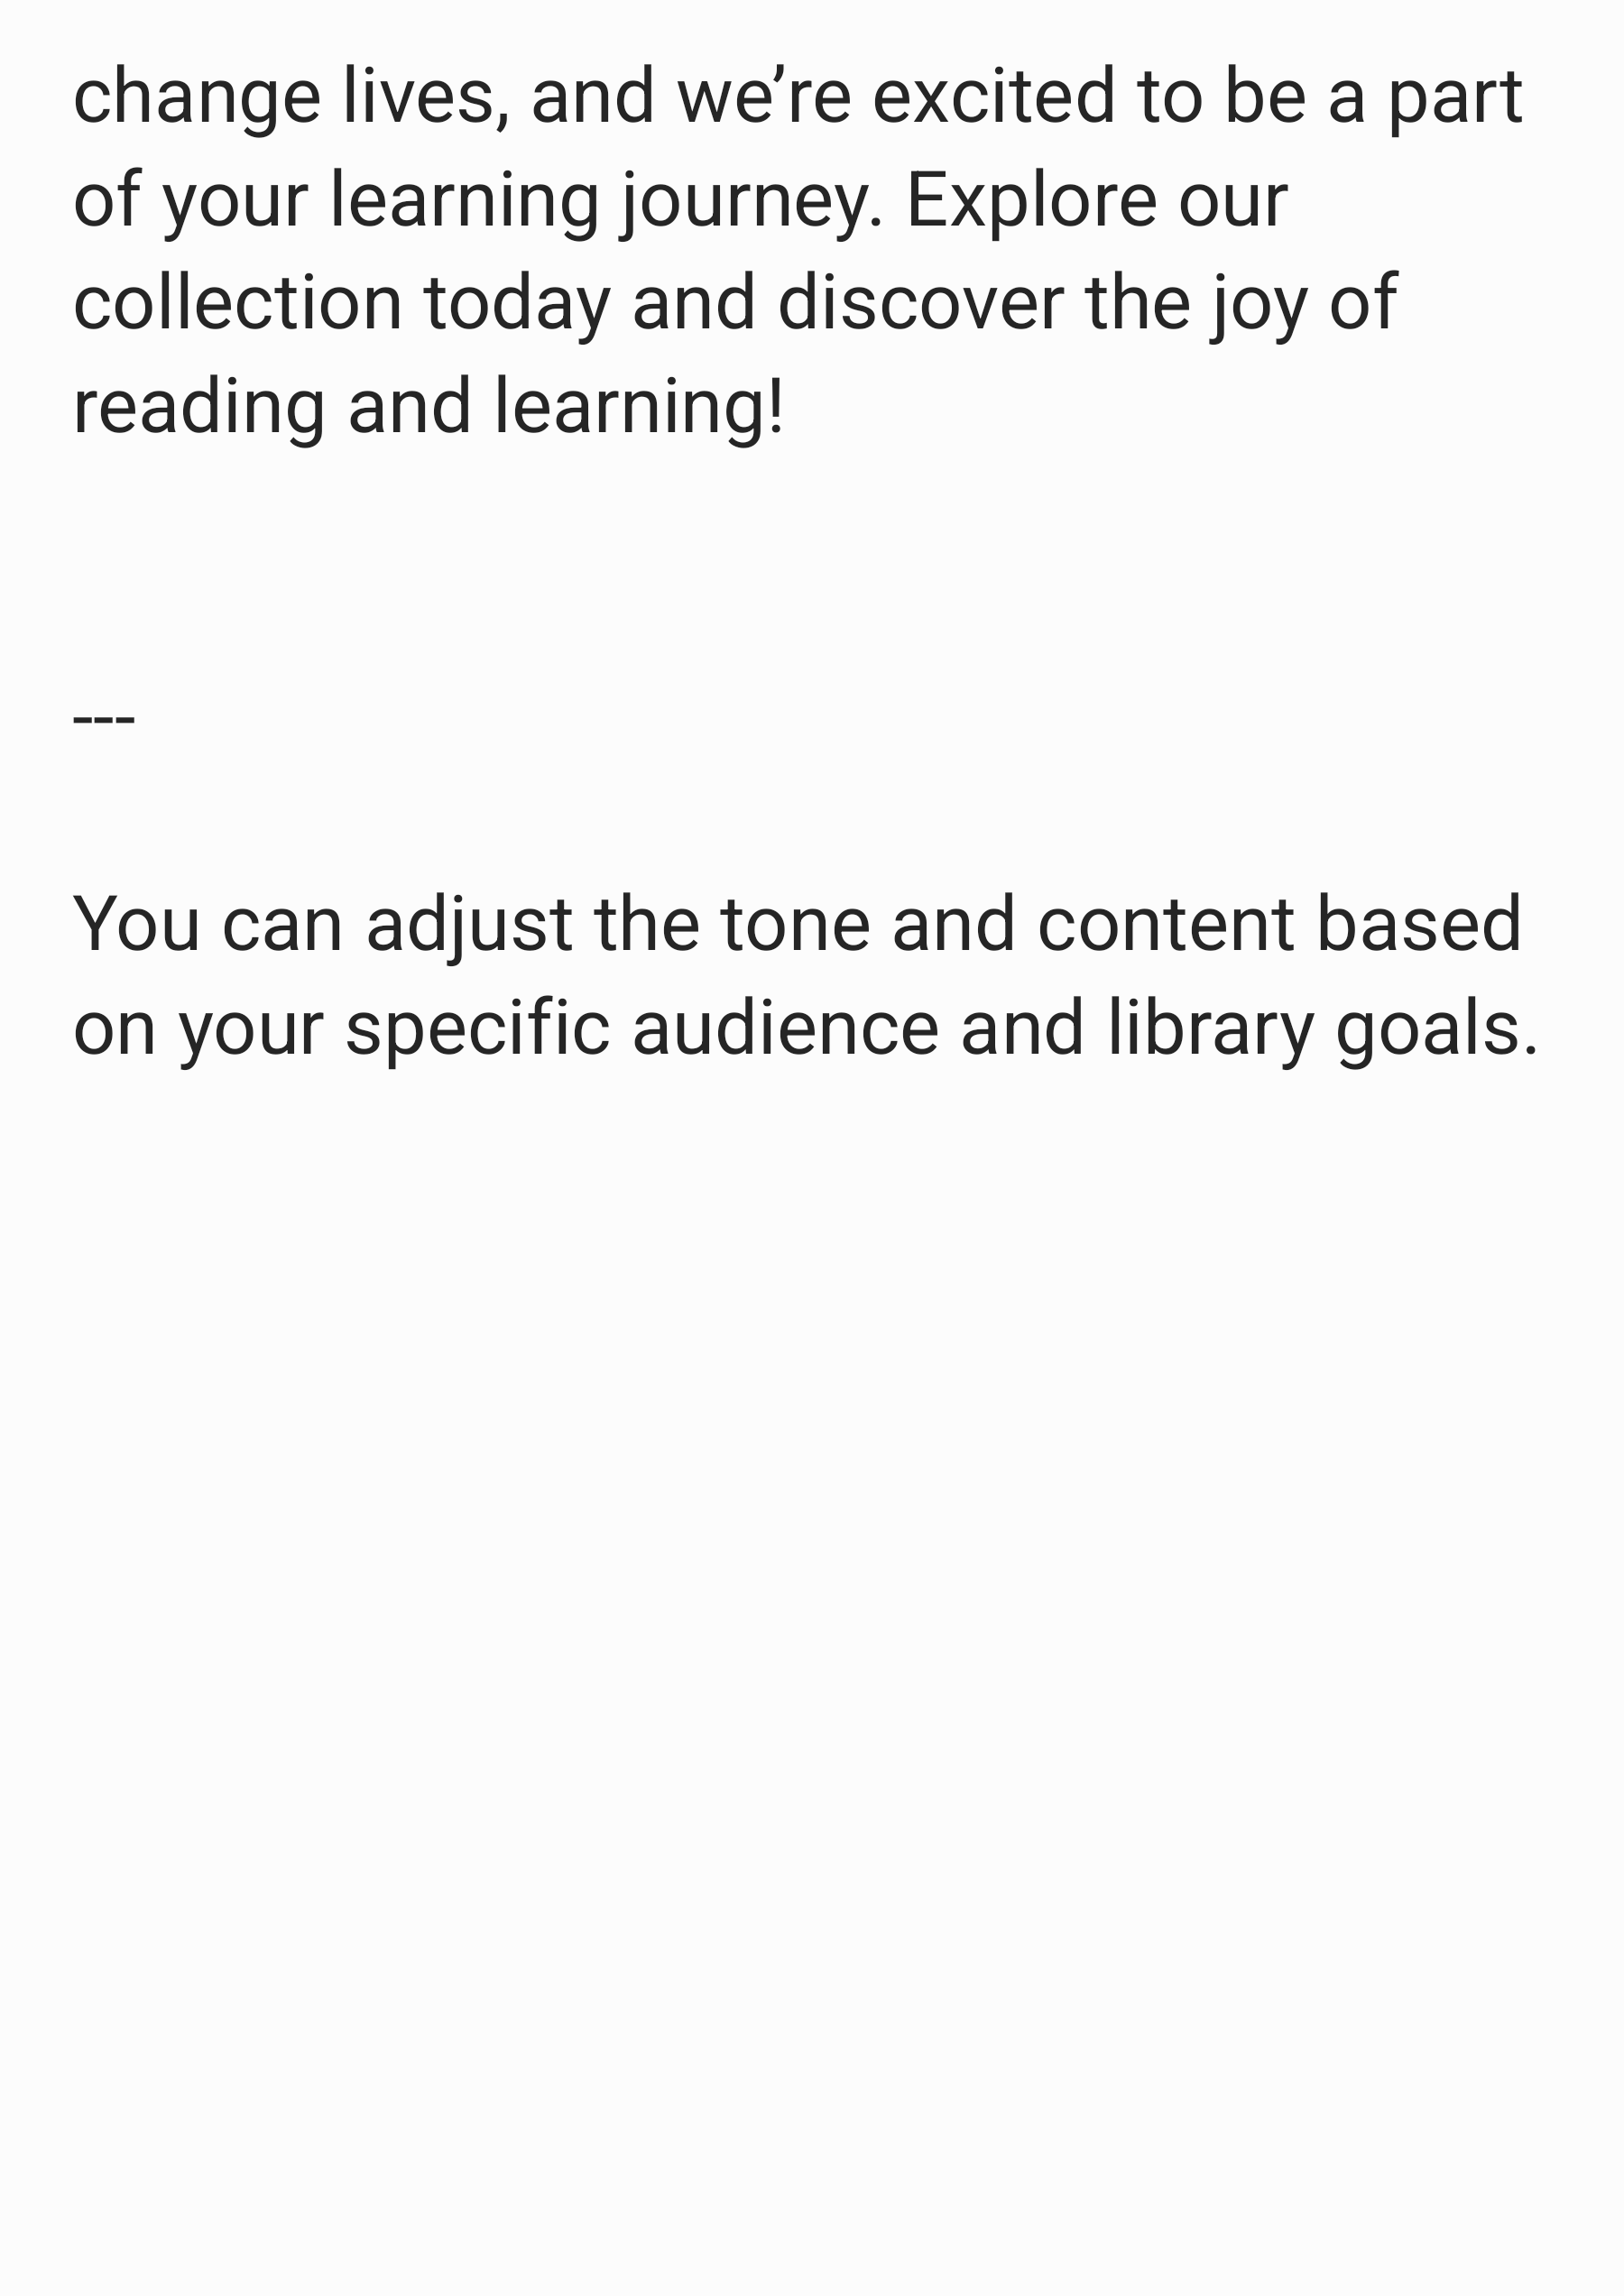 change lives, and we’re excited to be a part
of your learning journey. Explore our
collection today and discover the joy of
reading and learning!
---
You can adjust the tone and content based
on your specific audience and library goals.